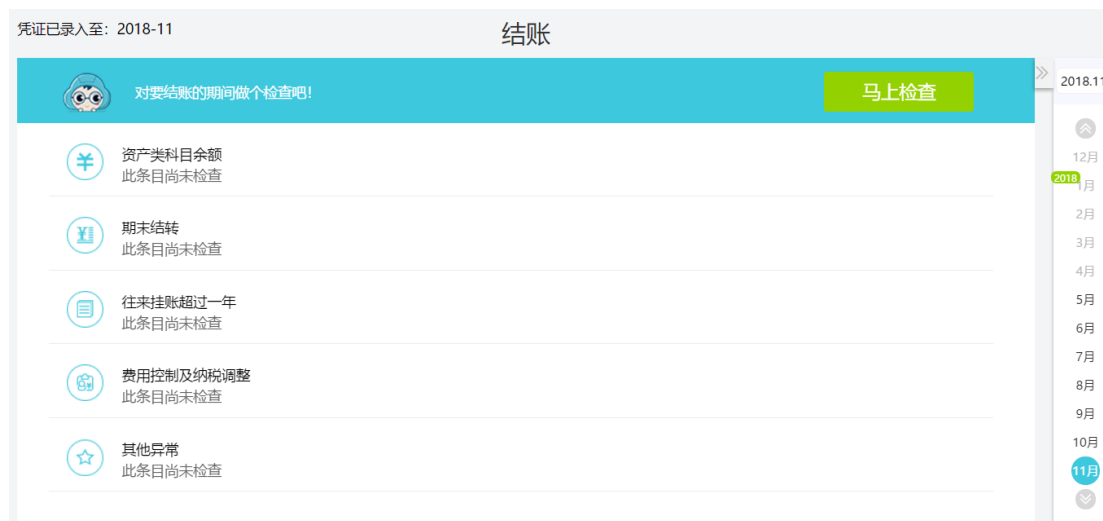 凭证已录入至：2018-11
结账
对要结账的期间做个检查吧！
马上检查
资产类科目余额
此条目尚未检查
期末结转
此条目尚未检查
往来挂账超过一年
此条目尚未检查
费用控制及纳税调整
此条目尚未检查
其他异常
此条目尚未检查
2018.11
12月
2018
1月
2月
3月
4月
5月
6月
7月
8月
9月
10月
11月